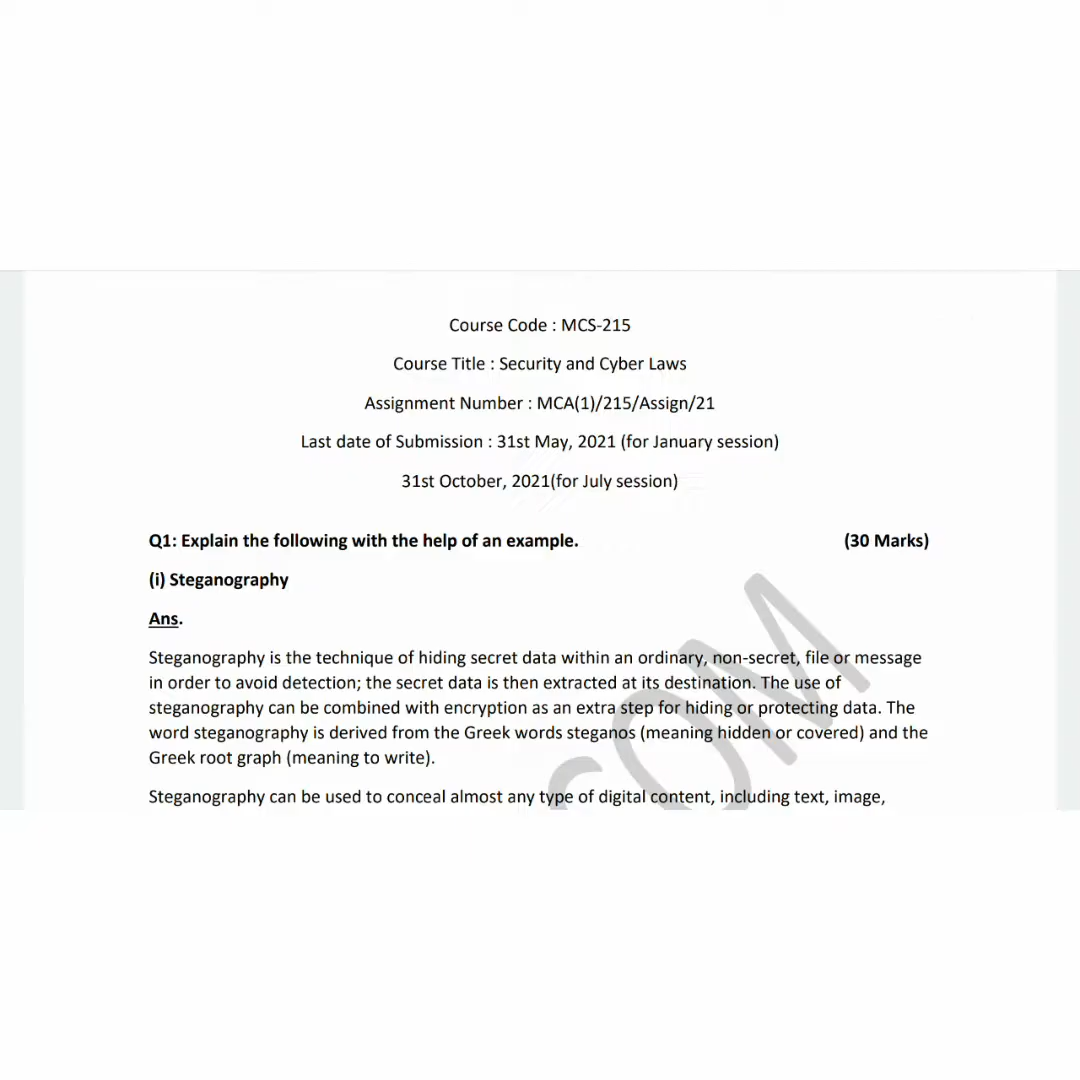 Course Code : MCS-215
Course Title : Security and Cyber Laws
Assignment Number : MCA(1)/215/Assign/21
Last date of Submission : 31st May, 2021 (for January session)
31st October, 2021(for July session)
Q1: Explain the following with the help of an example. (30 Marks)
(i) Steganography
Ans.
Steganography is the technique of hiding secret data within an ordinary, non-secret, file or message
in order to avoid detection; the secret data is then extracted at its destination. The use of
steganography can be combined with encryption as an extra step for hiding or protecting data. The
word steganography is derived from the Greek words steganos (meaning hidden or covered) and the
Greek root graph (meaning to write).
Steganography can be used to conceal almost any type of digital content, including text, image,
COM